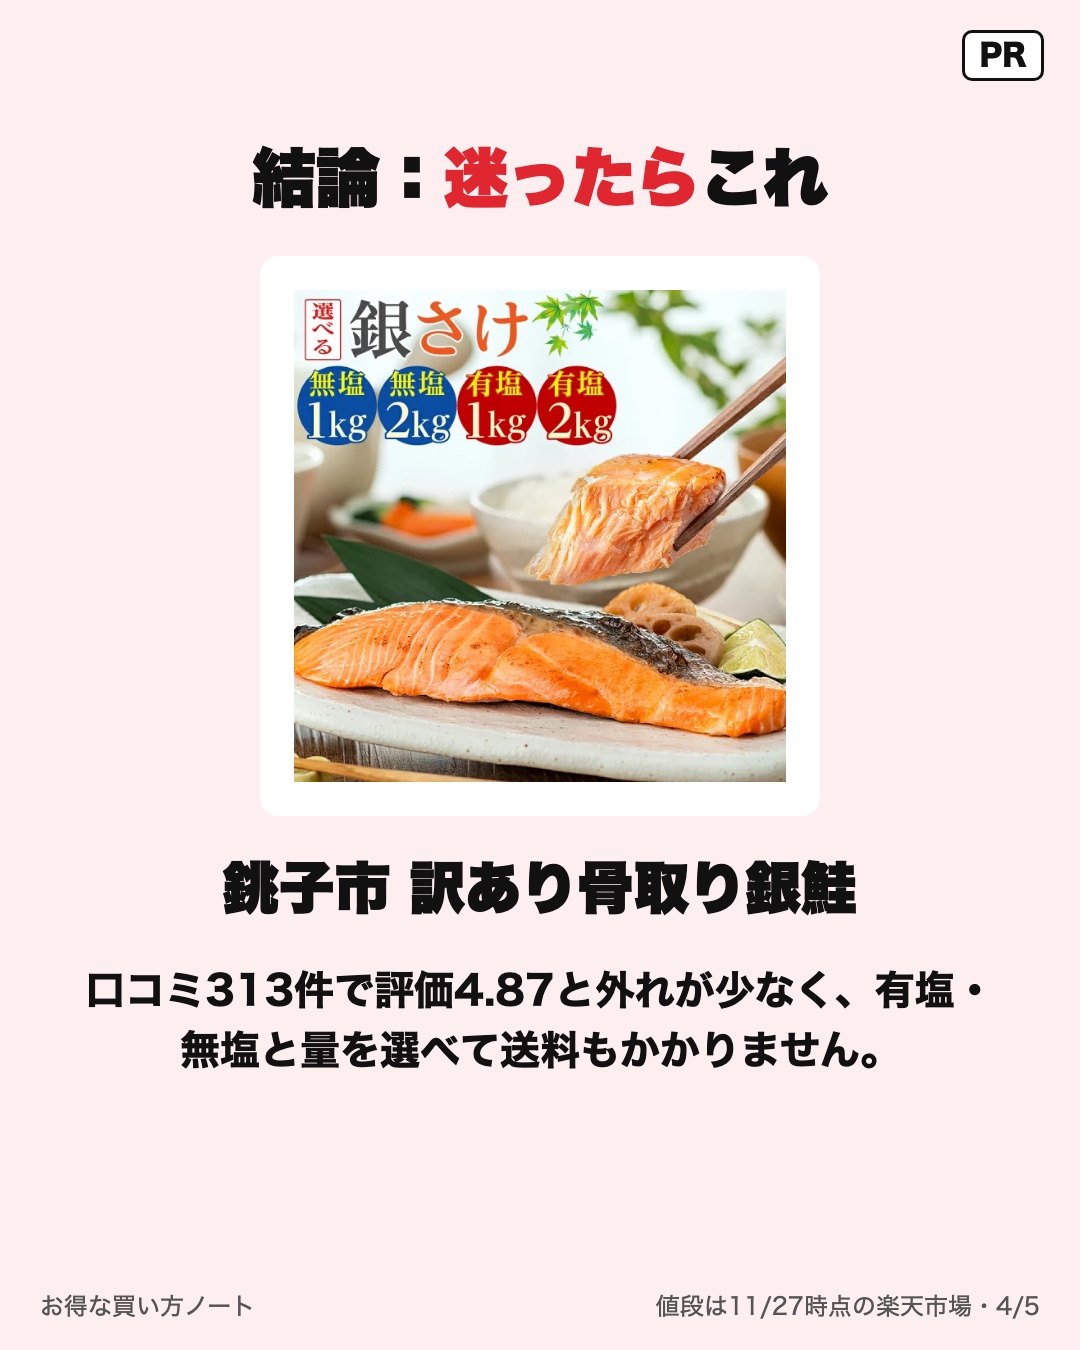 PR
結論：迷ったらこれ
選べる
銀さけ
無塩 1kg
無塩 2kg
有塩 1kg
有塩 2kg
銚子市 訳あり骨取り銀鮭
口コミ313件で評価4.87と外れが少なく、有塩・
無塩と量を選べて送料もかかりません。
お得な買い方ノート
値段は11/27時点の楽天市場・4/5